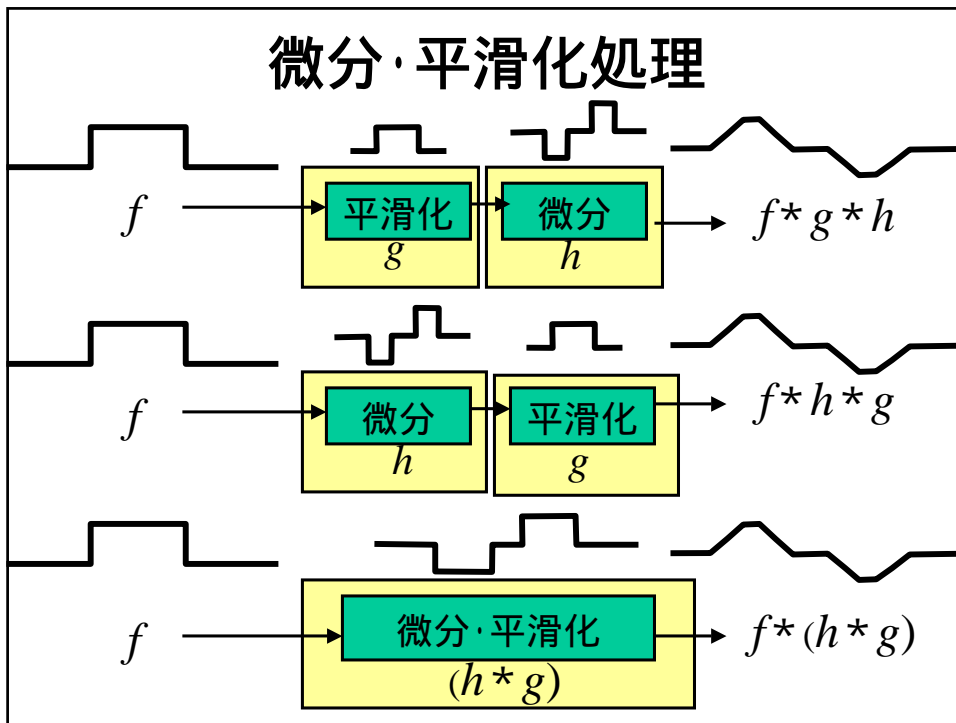 微分·平滑化処理
f
平滑化
g
微分
h
f * g * h
f
微分
h
平滑化
g
f * h * g
f
微分·平滑化
(h * g)
f * (h * g)